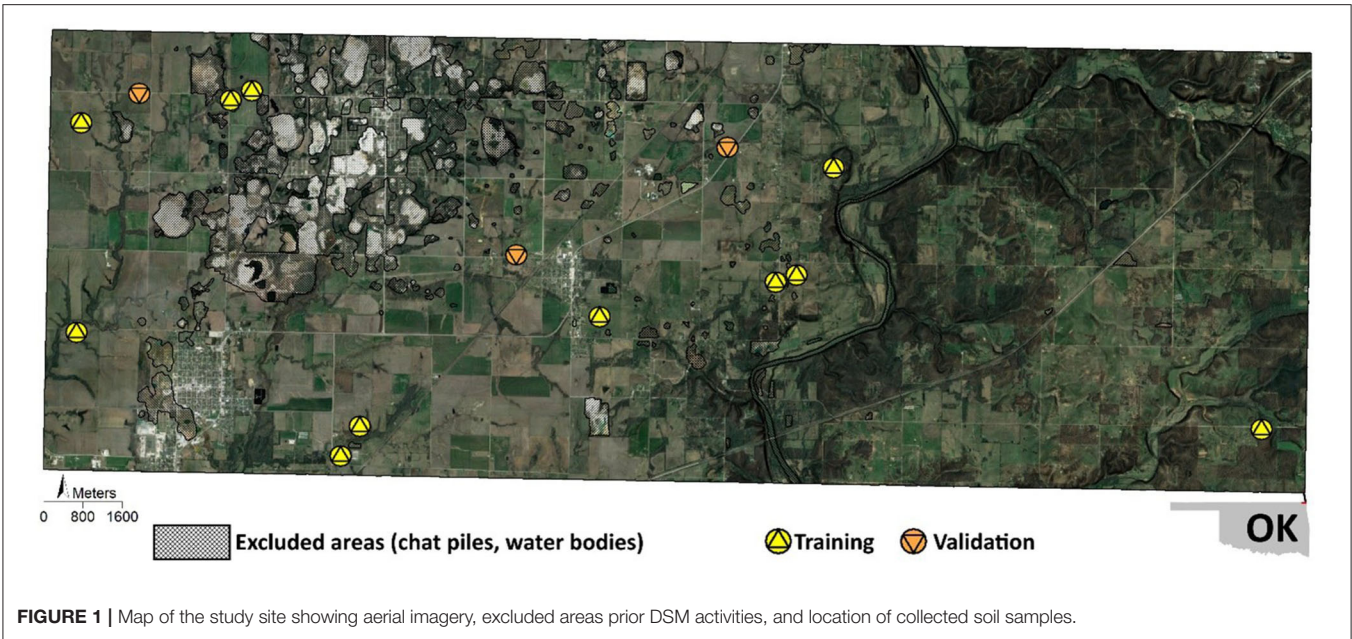 Meters
0 800 1600
Excluded areas (chat piles, water bodies)
Training
Validation
OK
FIGURE 1 | Map of the study site showing aerial imagery, excluded areas prior DSM activities, and location of collected soil samples.